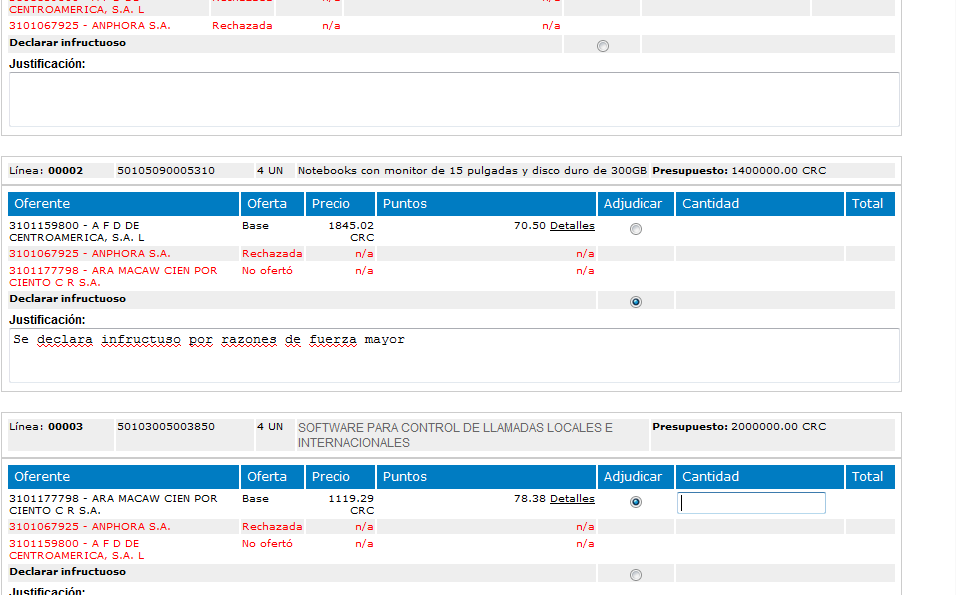 CENTROAMERICA, S.A. L
Rechazada n/a n/a
3101067925 - ANPHORA S.A. Rechazada n/a n/a
Declarar infructuoso
Justificación:
Línea: 00002 50105090005310 4 UN Notebooks con monitor de 15 pulgadas y disco duro de 300GB Presupuesto: 1400000.00 CRC
Oferente Oferta Precio Puntos Adjudicar Cantidad Total
3101159800 - A F D DE Base 1845.02 70.50 Detalles
CENTROAMERICA, S.A. L CRC
3101067925 - ANPHORA S.A. Rechazada n/a n/a
3101177798 - ARA MACAW CIEN POR No ofertó n/a n/a
CIENTO C R S.A.
Declarar infructuoso
Justificación:
Se declara infructuso por razones de fuerza mayor
Línea: 00003 50103005003850 4 UN SOFTWARE PARA CONTROL DE LLAMADAS LOCALES E Presupuesto: 2000000.00 CRC
INTERNACIONALES
Oferente Oferta Precio Puntos Adjudicar Cantidad Total
3101177798 - ARA MACAW CIEN POR Base 1119.29 78.38 Detalles
CIENTO C R S.A. CRC
3101067925 - ANPHORA S.A. Rechazada n/a n/a
3101159800 - A F D DE No ofertó n/a n/a
CENTROAMERICA, S.A. L
Declarar infructuoso
Justificación: